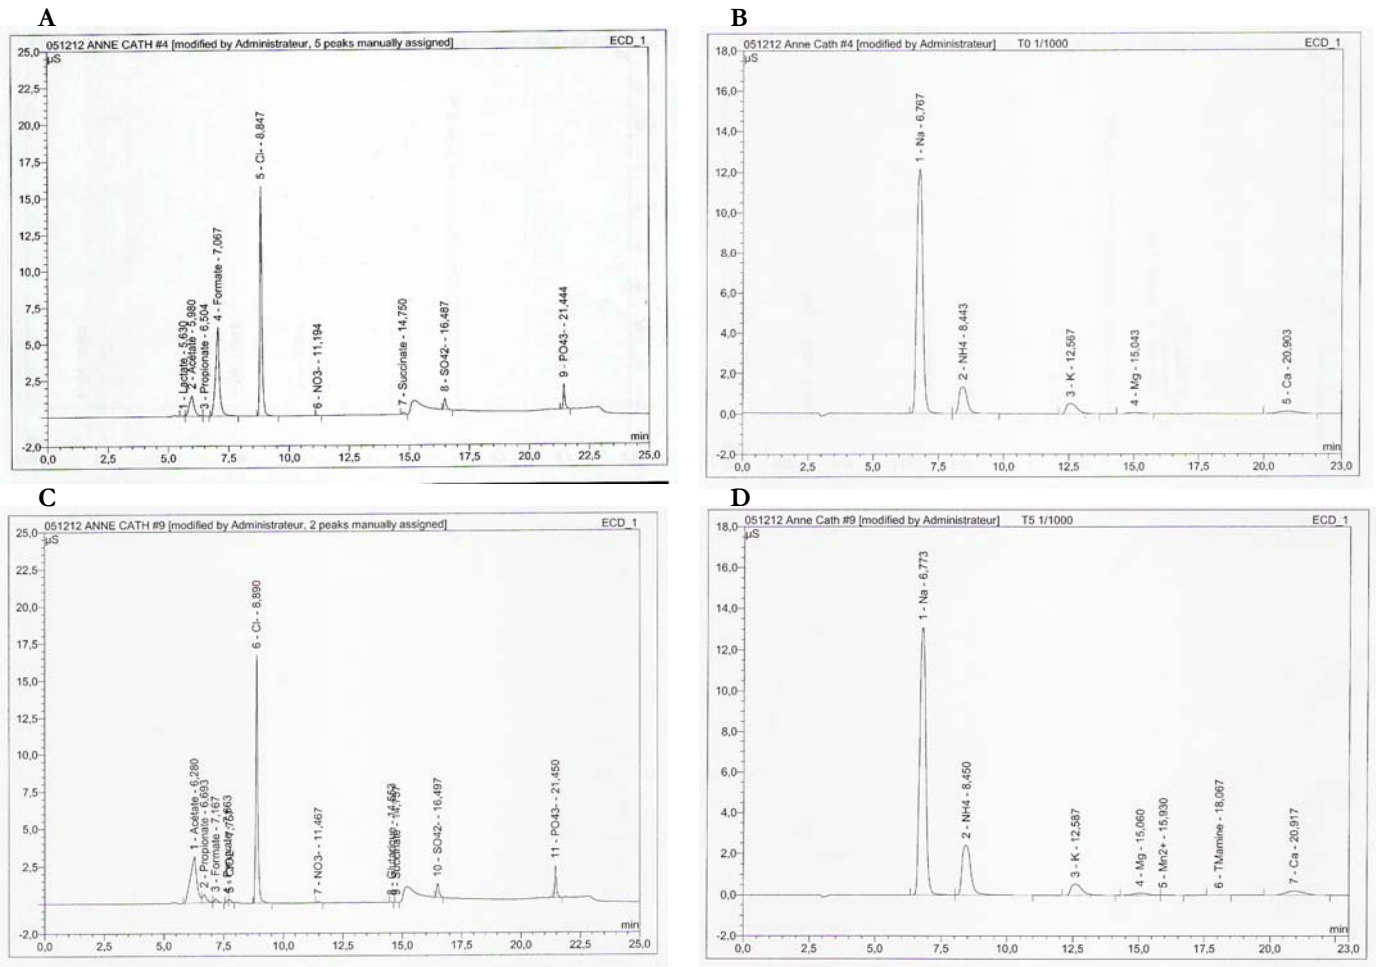 A
051212 ANNE CATH #4 [modified by Administrateur, 5 peaks manually assigned] ECD_1
25,0
µS
22,5
20,0
17,5
15,0
12,5
10,0
7,5
5,0
2,5
-2,0
1 - Lactate - 5,630
2 - Acetate - 5,980
3 - Propionate - 6,504
4 - Formate - 7,067
5 - Cl- - 8,847
6 - NO3- - 11,194
7 - Succinate - 14,750
8 - SO42- - 16,487
9 - PO43- - 21,444
min
0,0 2,5 5,0 7,5 10,0 12,5 15,0 17,5 20,0 22,5 25,0
B
051212 Anne Cath #4 [modified by Administrateur] T0 1/1000 ECD_1
18,0
µS
16,0
14,0
12,0
10,0
8,0
6,0
4,0
2,0
0,0
-2,0
1 - Na - 6,767
2 - NH4 - 8,443
3 - K - 12,567
4 - Mg - 15,043
5 - Ca - 20,903
min
0,0 2,5 5,0 7,5 10,0 12,5 15,0 17,5 20,0 23,0
C
051212 ANNE CATH #9 [modified by Administrateur, 2 peaks manually assigned] ECD_1
25,0
µS
22,5
20,0
17,5
15,0
12,5
10,0
7,5
5,0
2,5
-2,0
1 - Acétate - 6,280
2 - Propionate - 6,693
3 - Formate - 7,167
6 - Cl- - 8,890
7 - NO3- - 11,467
10 - SO42- - 16,497
11 - PO43- - 21,450
min
0,0 2,5 5,0 7,5 10,0 12,5 15,0 17,5 20,0 22,5 25,0
D
051212 Anne Cath #9 [modified by Administrateur] T5 1/1000 ECD_1
18,0
µS
16,0
14,0
12,0
10,0
8,0
6,0
4,0
2,0
0,0
-2,0
1 - Na - 6,773
2 - NH4 - 8,450
3 - K - 12,587
4 - Mg - 15,060
5 - Mn2+ - 15,930
6 - TMamine - 18,067
7 - Ca - 20,917
min
0,0 2,5 5,0 7,5 10,0 12,5 15,0 17,5 20,0 23,0